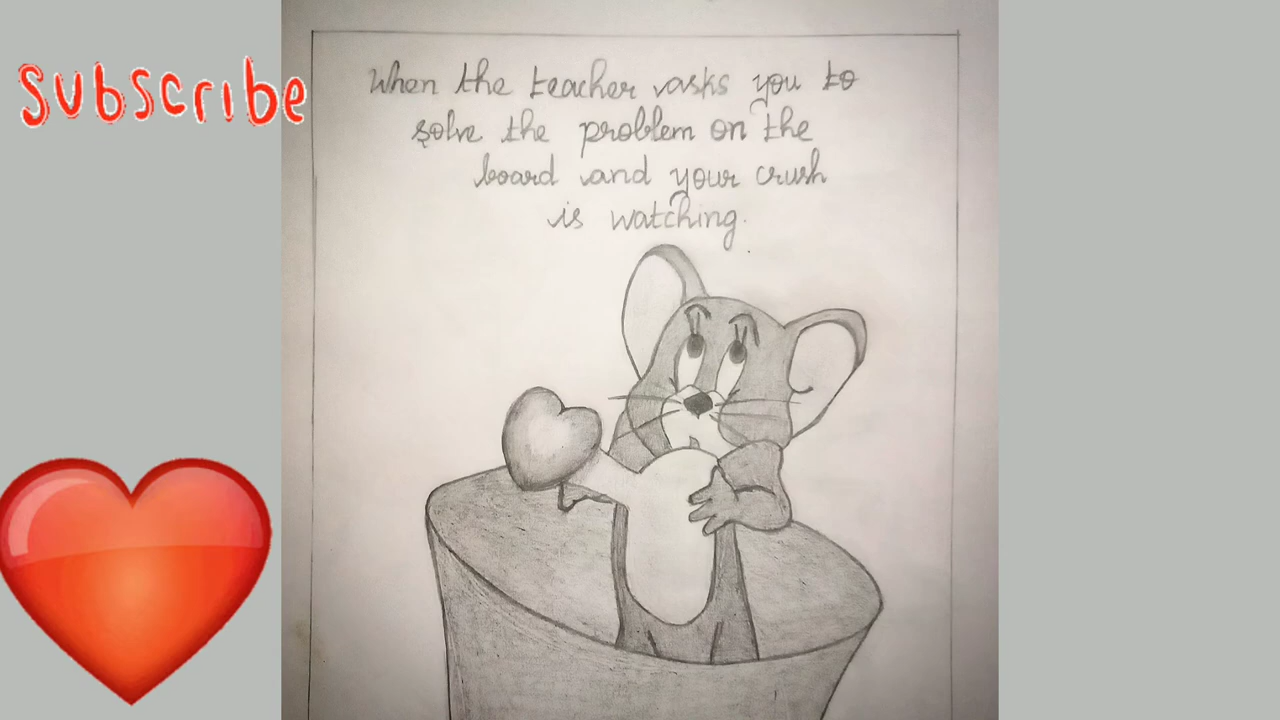 Subscribe
When the teacher asks you to
solve the problem on the
board and your crush
is watching.